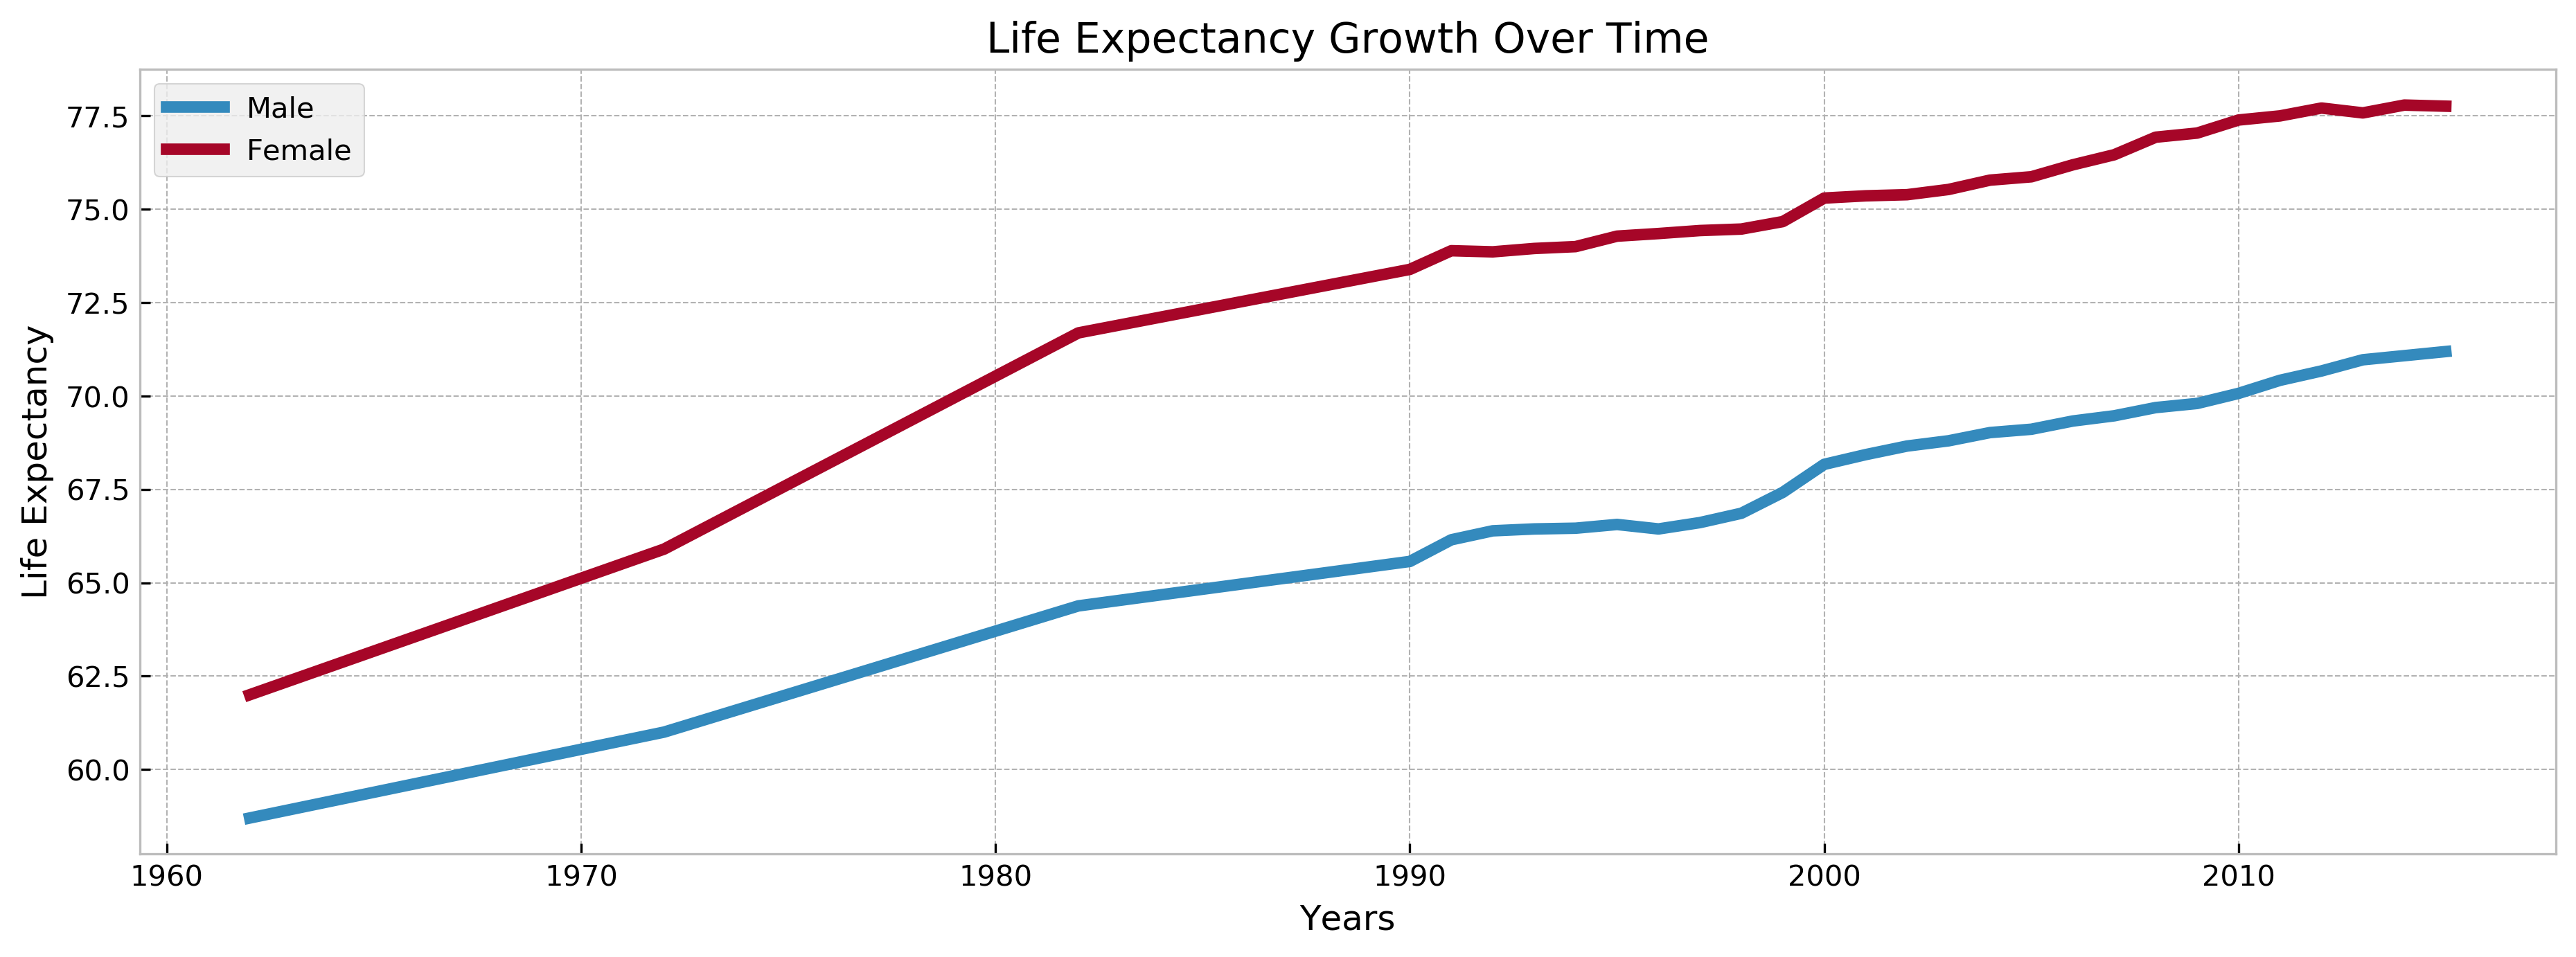 Life Expectancy Growth Over Time
Male
Female
Life Expectancy
77.5
75.0
72.5
70.0
67.5
65.0
62.5
60.0
1960 1970 1980 1990 2000 2010
Years